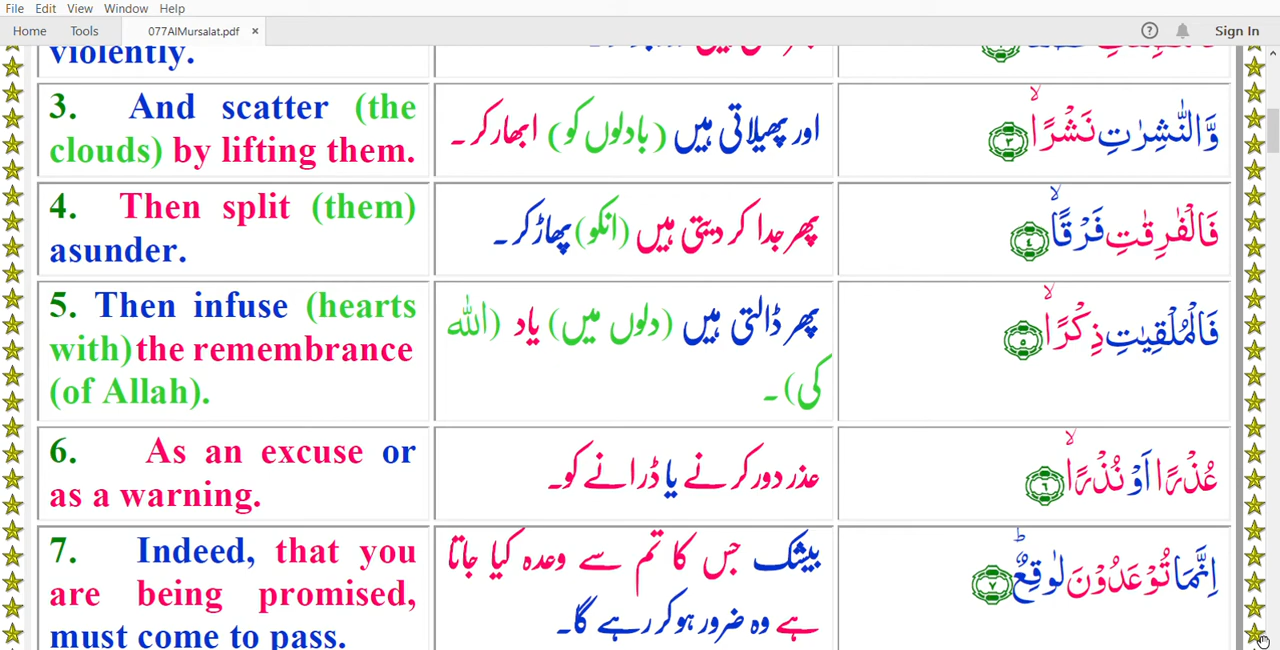 File Edit View Window Help
Home Tools 077AlMursalat.pdf × ? Sign In
violently.
3. And scatter (the
clouds) by lifting them.
اور پھیلاتی ہیں (بادلوں کو) ابھار کر ۔
وَّالنّٰشِرٰتِ نَشْرًا ۙ ٣
4. Then split (them)
asunder.
پھر جدا کر دیتی ہیں (انکو) پھاڑ کر ۔
فَالْفٰرِقٰتِ فَرْقًا ۙ ٤
5. Then infuse (hearts
with) the remembrance
(of Allah).
پھر ڈالتی ہیں (دلوں میں) یاد (اللہ
کی) ۔
فَالْمُلْقِيٰتِ ذِكْرًا ۙ ٥
6. As an excuse or
as a warning.
عذر دور کرنے یا ڈرانے کو۔
عُذْرًا اَوْ نُذْرًا ۙ ٦
7. Indeed, that you
are being promised,
must come to pass.
بیشک جس کا تم سے وعدہ کیا جاتا
ہے وہ ضرور ہو کر رہے گا۔
اِنَّمَا تُوْعَدُوْنَ لَوٰقِعٌ ؕ ٧